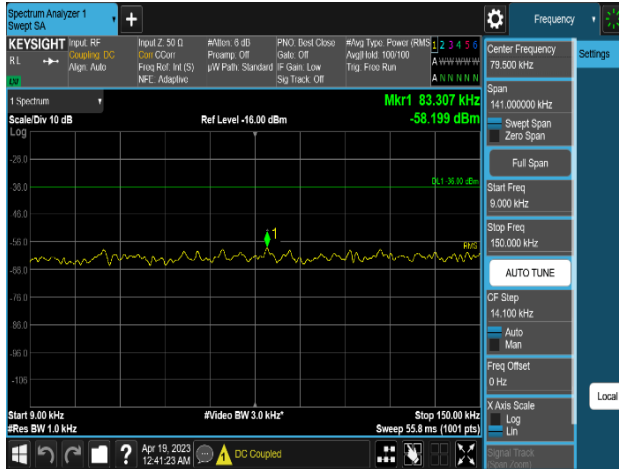 Spectrum Analyzer 1
Swept SA
Frequency
KEYSIGHT
Input: RF
Input Z: 50 Ω
#Atten: 6 dB
PNO: Best Close
#Avg Type: Power (RMS
1 2 3 4 5 6
R L
Coupling: DC
Corr CCorr
Preamp: Off
Gate: Off
Avg|Hold: 100/100
Align: Auto
Freq Ref: Int (S)
µW Path: Standard
IF Gain: Low
Trig: Free Run
A W W W W W
NFE: Adaptive
Sig Track: Off
A N N N N N
Center Frequency
79.500 kHz
Settings
1 Spectrum
Mkr1 83.307 kHz
Scale/Div 10 dB
Ref Level -16.00 dBm
-58.199 dBm
Log
Span
141.000000 kHz
Swept Span
Zero Span
Full Span
Start Freq
9.000 kHz
Stop Freq
150.000 kHz
AUTO TUNE
CF Step
14.100 kHz
Auto
Man
Freq Offset
0 Hz
X Axis Scale
Log
Lin
Signal Track
Local
-26.0
DL1 -36.00 dBm
-36.0
-46.0
1
-56.0
RMS
-66.0
-76.0
-86.0
-96.0
-106
Start 9.00 kHz
#Video BW 3.0 kHz*
Stop 150.00 kHz
#Res BW 1.0 kHz
Sweep 55.8 ms (1001 pts)
?
Apr 19, 2023
12:41:23 AM
DC Coupled